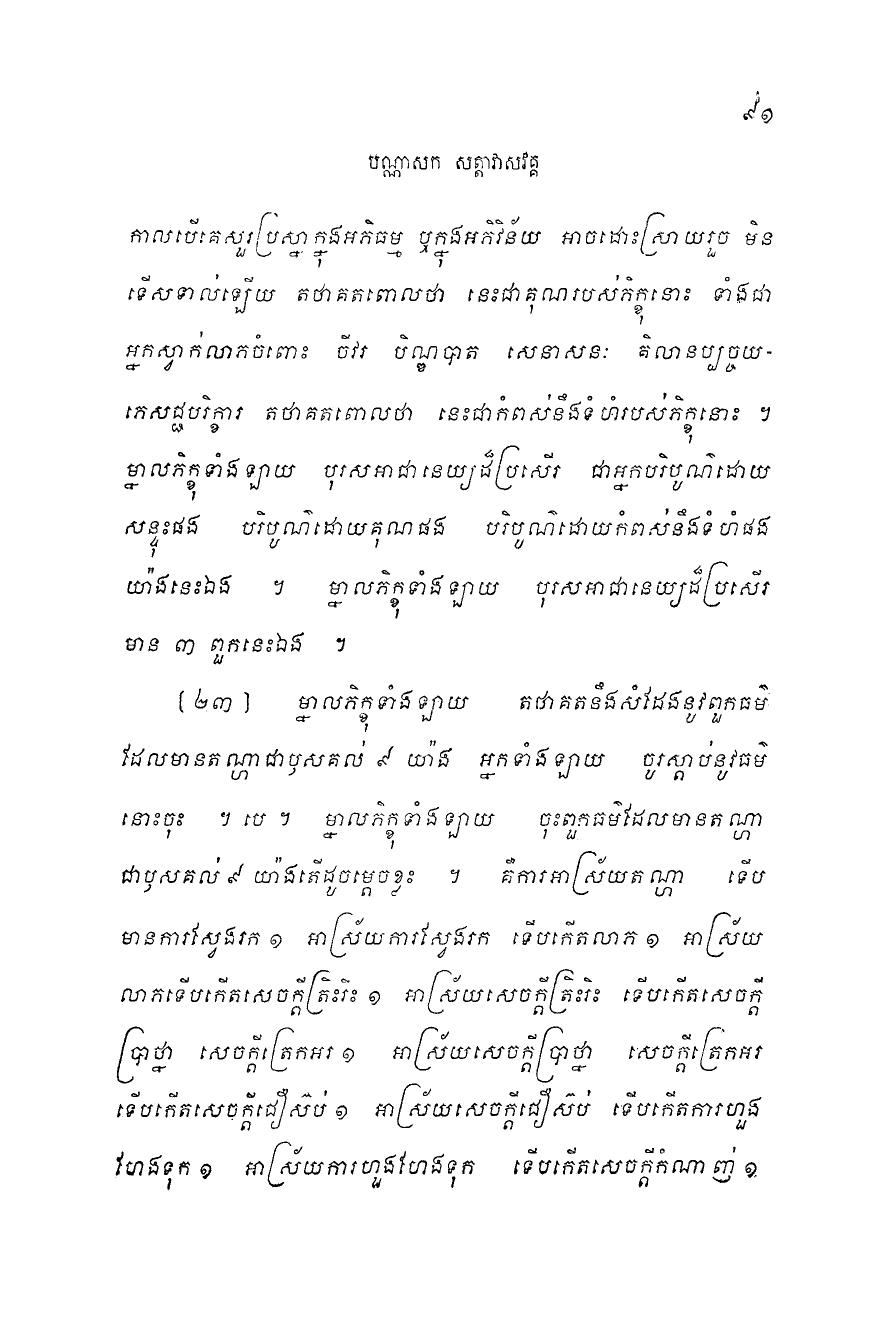 ៩១
បណ្ណាសក សត្តាវាសវគ្គ
កាលបើគេសួរប្រស្នាក្នុងអភិធម្ម ឬក្នុងអភិវិន័យ អាចដោះស្រាយរួច មិន
ទើសទាល់ឡើយ តថាគតពោលថា នេះជាគុណរបស់ភិក្ខុនោះ ទាំងជា
អ្នកស្វាក់លាភចំពោះ ចីវរ បិណ្ឌបាត សេនាសនៈ គិលានប្បច្ចយ-
ភេសដ្ជបរិក្ខារ តថាគតពោលថា នេះជាកំពស់នឹងទំហំរបស់ភិក្ខុនោះ ។
ម្នាលភិក្ខុទាំងឡាយ បុរសអាជានេយ្យដ៏ប្រសើរ ជាអ្នកបរិបូណ៌ដោយ
សន្ទុះផង បរិបូណ៌ដោយគុណផង បរិបូណ៌ដោយកំពស់នឹងទំហំផង
យ៉ាងនេះឯង ។ ម្នាលភិក្ខុទាំងឡាយ បុរសអាជានេយ្យដ៏ប្រសើរ
មាន ៣ ពួកនេះឯង ។
[២៣] ម្នាលភិក្ខុទាំងឡាយ តថាគតនឹងសំដែងនូវពួកធម៌
ដែលមានតណ្ហាជាឫសគល់ ៩ យ៉ាង អ្នកទាំងឡាយ ចូរស្តាប់នូវធម៌
នោះចុះ ។ បេ ។ ម្នាលភិក្ខុទាំងឡាយ ចុះពួកធម៌ដែលមានតណ្ហា
ជាឫសគល់ ៩ យ៉ាងតើដូចម្តេចខ្លះ ។ គឺការអាស្រ័យតណ្ហា ទើប
មានការស្វែងរក ១ អាស្រ័យការស្វែងរក ទើបកើតលាភ ១ អាស្រ័យ
លាភទើបកើតសេចក្តីត្រិះរិះ ១ អាស្រ័យសេចក្តីត្រិះរិះ ទើបកើតសេចក្តី
ប្រាថ្នា សេចក្តីត្រេកអរ ១ អាស្រ័យសេចក្តីប្រាថ្នា សេចក្តីត្រេកអរ
ទើបកើតសេចក្តីជឿស៊ប់ ១ អាស្រ័យសេចក្តីជឿស៊ប់ ទើបកើតការហួង
ហែងទុក ១ អាស្រ័យការហួងហែងទុក ទើបកើតសេចក្តីកំណាញ់ ១